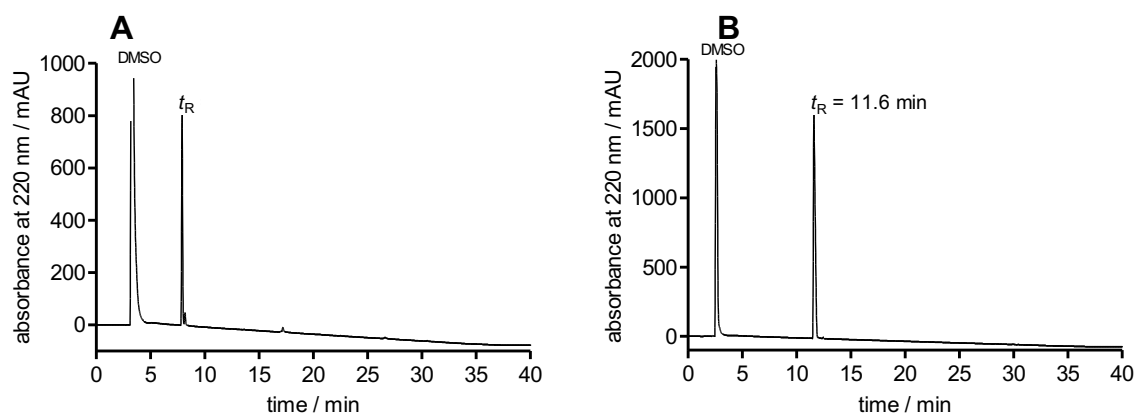 A
DMSO
tR
absorbance at 220 nm / mAU
1000
800
600
400
200
0
0 5 10 15 20 25 30 35 40
time / min
B
DMSO
tR = 11.6 min
absorbance at 220 nm / mAU
2000
1500
1000
500
0
0 5 10 15 20 25 30 35 40
time / min